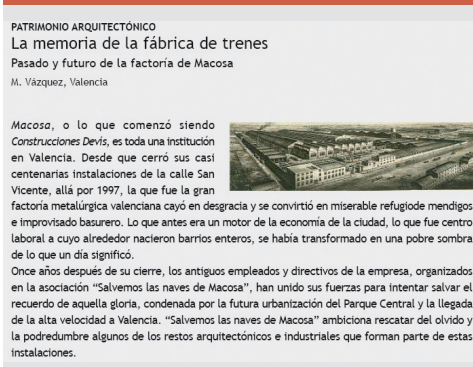 PATRIMONIO ARQUITECTÓNICO
La memoria de la fábrica de trenes
Pasado y futuro de la factoría de Macosa
M. Vázquez, Valencia
Macosa, o lo que comenzó siendo
Construcciones Devis, es toda una institución
en Valencia. Desde que cerró sus casi
centenarias instalaciones de la calle San
Vicente, allá por 1997, la que fue la gran
factoría metalúrgica valenciana cayó en desgracia y se convirtió en miserable refugiode mendigos
e improvisado basurero. Lo que antes era un motor de la economía de la ciudad, lo que fue centro
laboral a cuyo alrededor nacieron barrios enteros, se había transformado en una pobre sombra
de lo que un día significó.
Once años después de su cierre, los antiguos empleados y directivos de la empresa, organizados
en la asociación “Salvemos las naves de Macosa”, han unido sus fuerzas para intentar salvar el
recuerdo de aquella gloria, condenada por la futura urbanización del Parque Central y la llegada
de la alta velocidad a Valencia. “Salvemos las naves de Macosa” ambiciona rescatar del olvido y
la podredumbre algunos de los restos arquitectónicos e industriales que forman parte de estas
instalaciones.